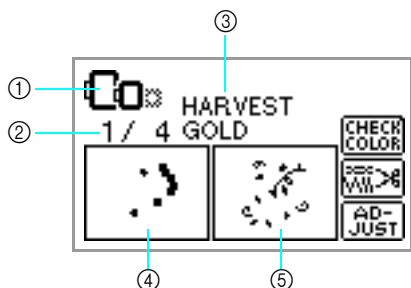 ③
①
HARVEST
② 1/ 4 GOLD
CHECK
COLOR
AD-
JUST
④ ⑤